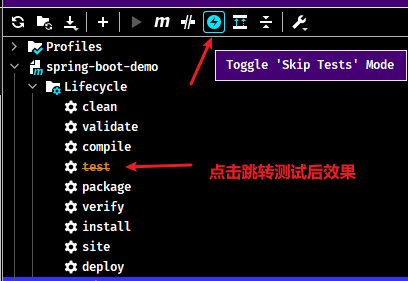 m
Toggle 'Skip Tests' Mode
Profiles
m
spring-boot-demo
Lifecycle
clean
validate
compile
test
点击跳转测试后效果
package
verify
install
site
deploy